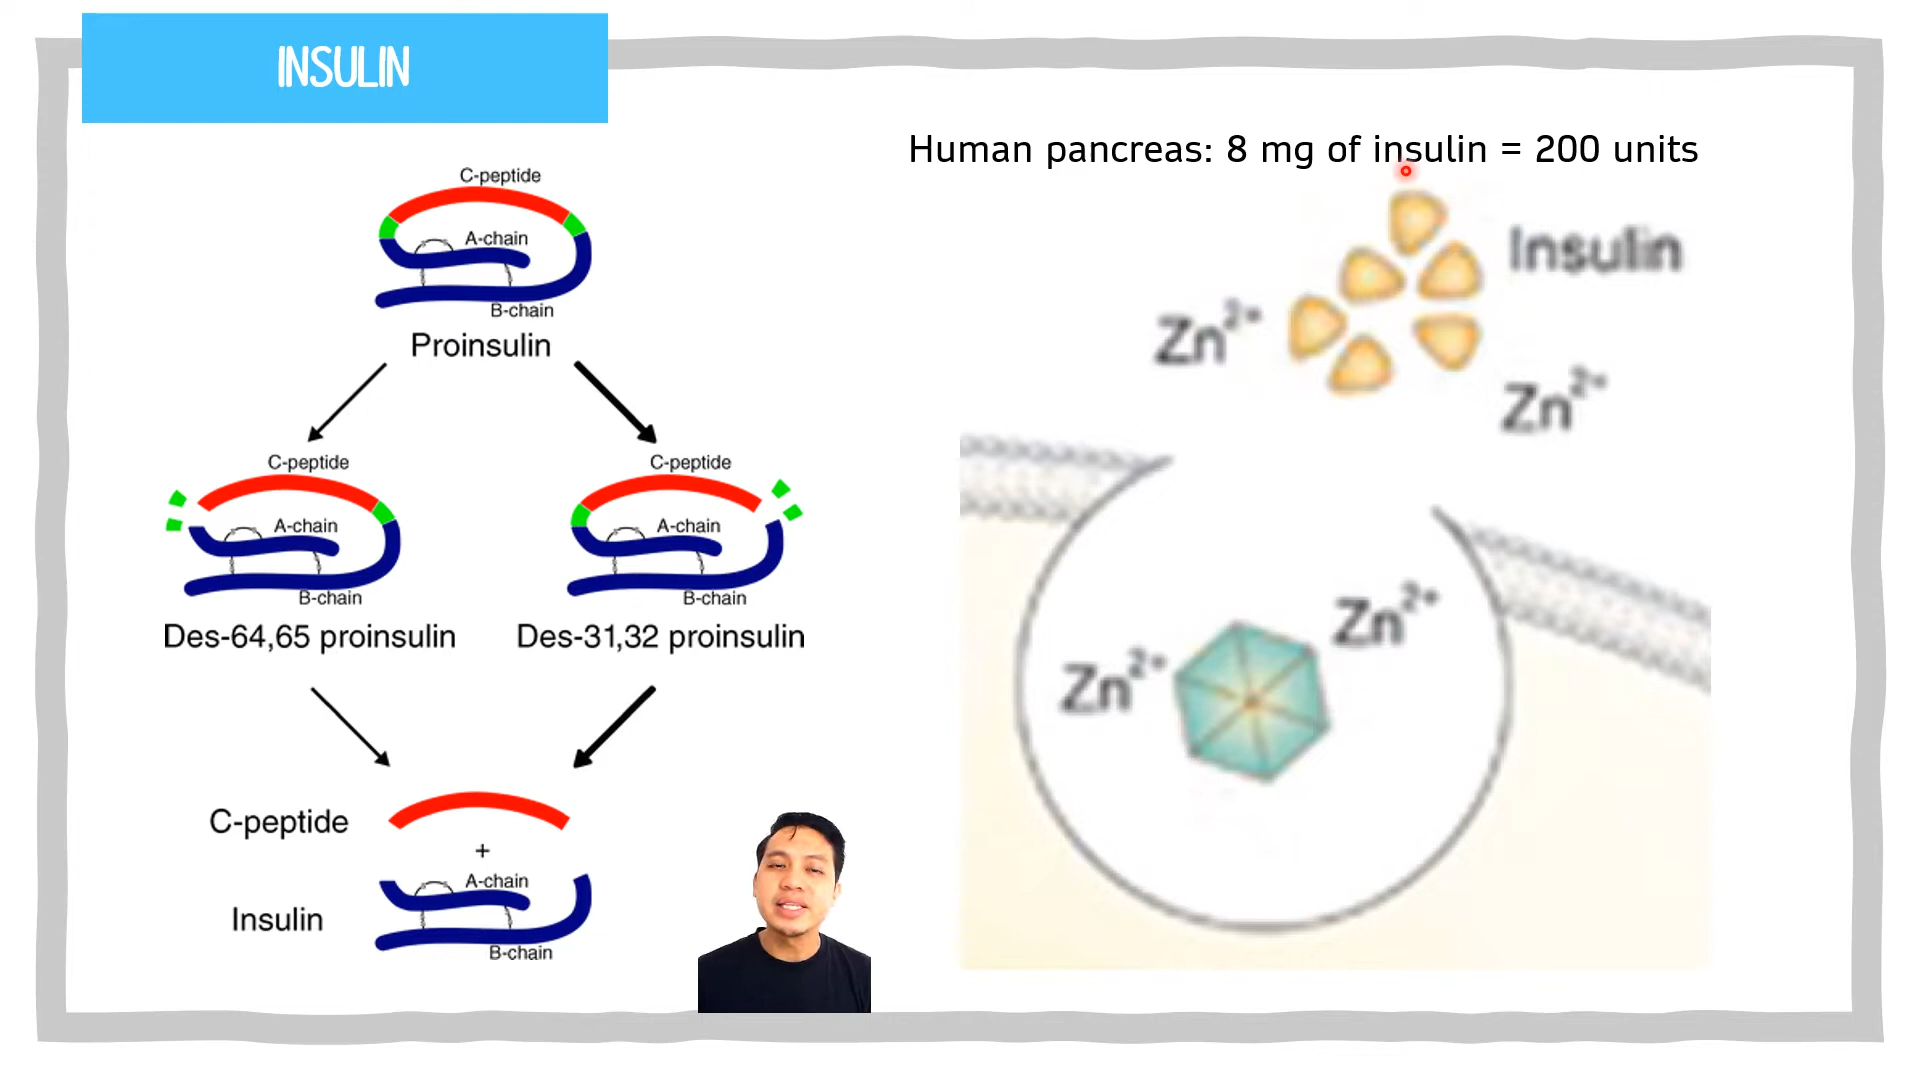 INSULIN
Human pancreas: 8 mg of insulin = 200 units
C-peptide
A-chain
B-chain
Proinsulin
C-peptide
A-chain
B-chain
Des-64,65 proinsulin
C-peptide
A-chain
B-chain
Des-31,32 proinsulin
C-peptide
+
A-chain
Insulin
B-chain
Insulin
Zn2+
Zn2+
Zn2+
Zn2+